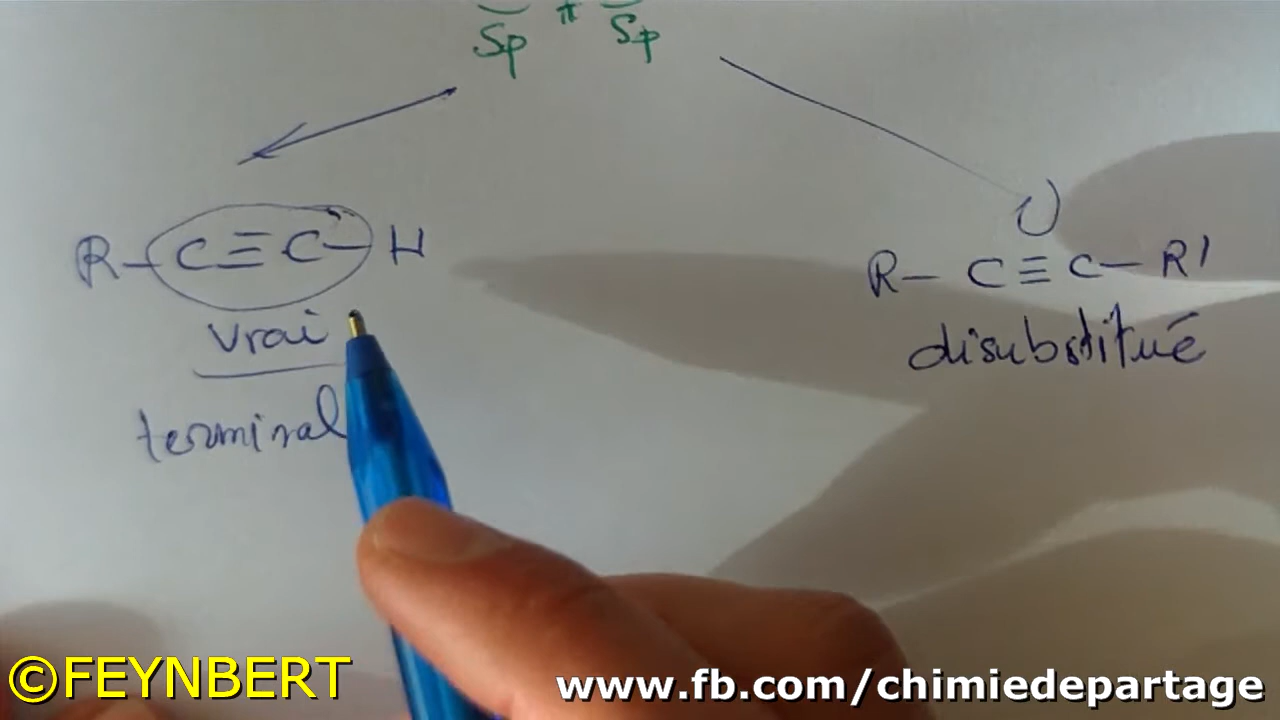 Sp π Sp
R-C≡C-H
R-C≡C-R'
vrai
disubstitué
terminal
©FEYNBERT
www.fb.com/chimiedepartage